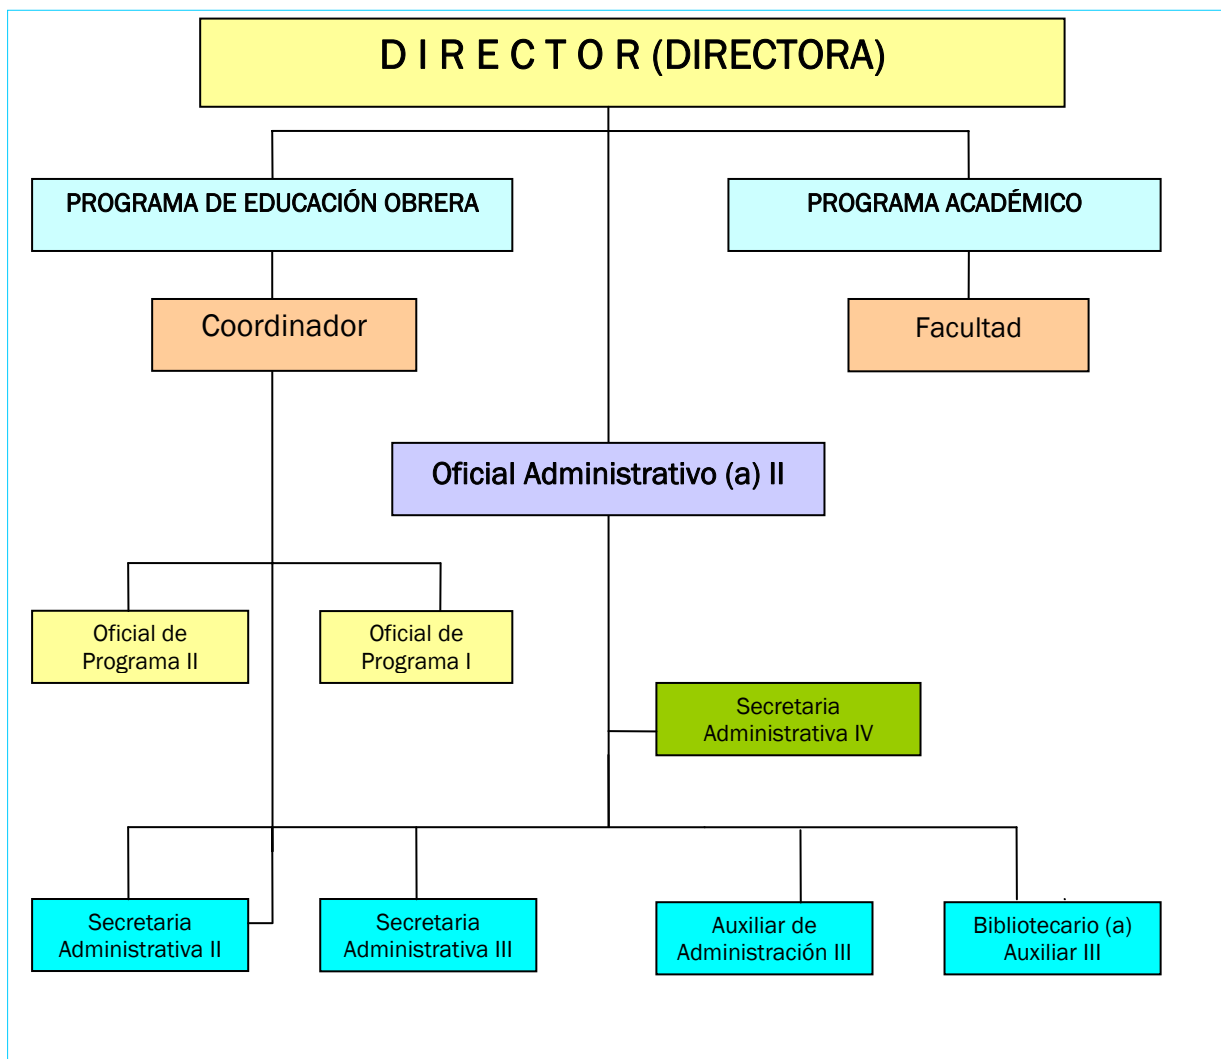 D I R E C T O R (DIRECTORA)
PROGRAMA DE EDUCACIÓN OBRERA
PROGRAMA ACADÉMICO
Coordinador
Facultad
Oficial Administrativo (a) II
Oficial de
Programa II
Oficial de
Programa I
Secretaria
Administrativa IV
Secretaria
Administrativa II
Secretaria
Administrativa III
Auxiliar de
Administración III
Bibliotecario (a)
Auxiliar III